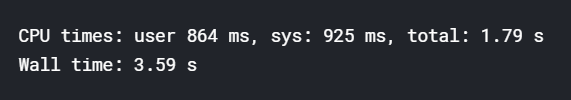 CPU times: user 864 ms, sys: 925 ms, total: 1.79 s
Wall time: 3.59 s